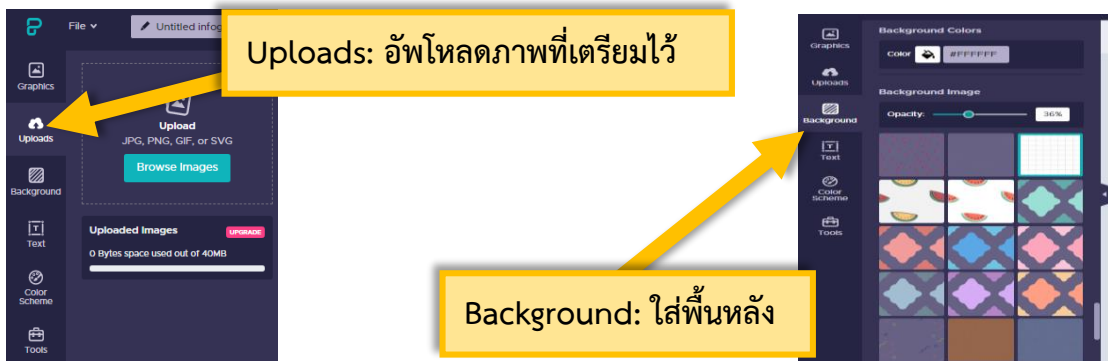 File
Untitled infog
Graphics
Uploads
Background
Text
Color
Scheme
Tools
Upload
JPG, PNG, GIF, or SVG
Browse Images
Uploaded Images
UPGRADE
0 Bytes space used out of 40MB
Uploads: อัพโหลดภาพที่เตรียมไว้
Background: ใส่พื้นหลัง
Graphics
Uploads
Background
Text
Color
Scheme
Tools
Background Colors
Color
#FFFFFF
Background Image
Opacity:
36%